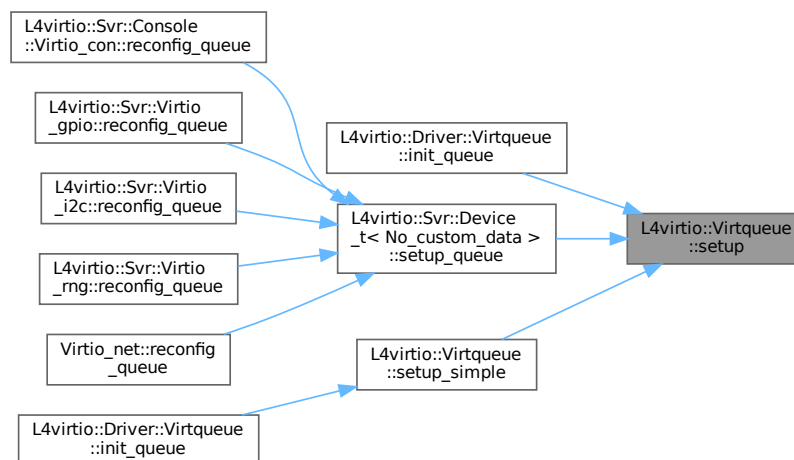 L4virtio::Svr::Console
::Virtio_con::reconfig_queue
L4virtio::Svr::Virtio
_gpio::reconfig_queue
L4virtio::Driver::Virtqueue
::init_queue
L4virtio::Svr::Virtio
_i2c::reconfig_queue
L4virtio::Svr::Device
_t< No_custom_data >
::setup_queue
L4virtio::Virtqueue
::setup
L4virtio::Svr::Virtio
_rng::reconfig_queue
Virtio_net::reconfig
_queue
L4virtio::Virtqueue
::setup_simple
L4virtio::Driver::Virtqueue
::init_queue